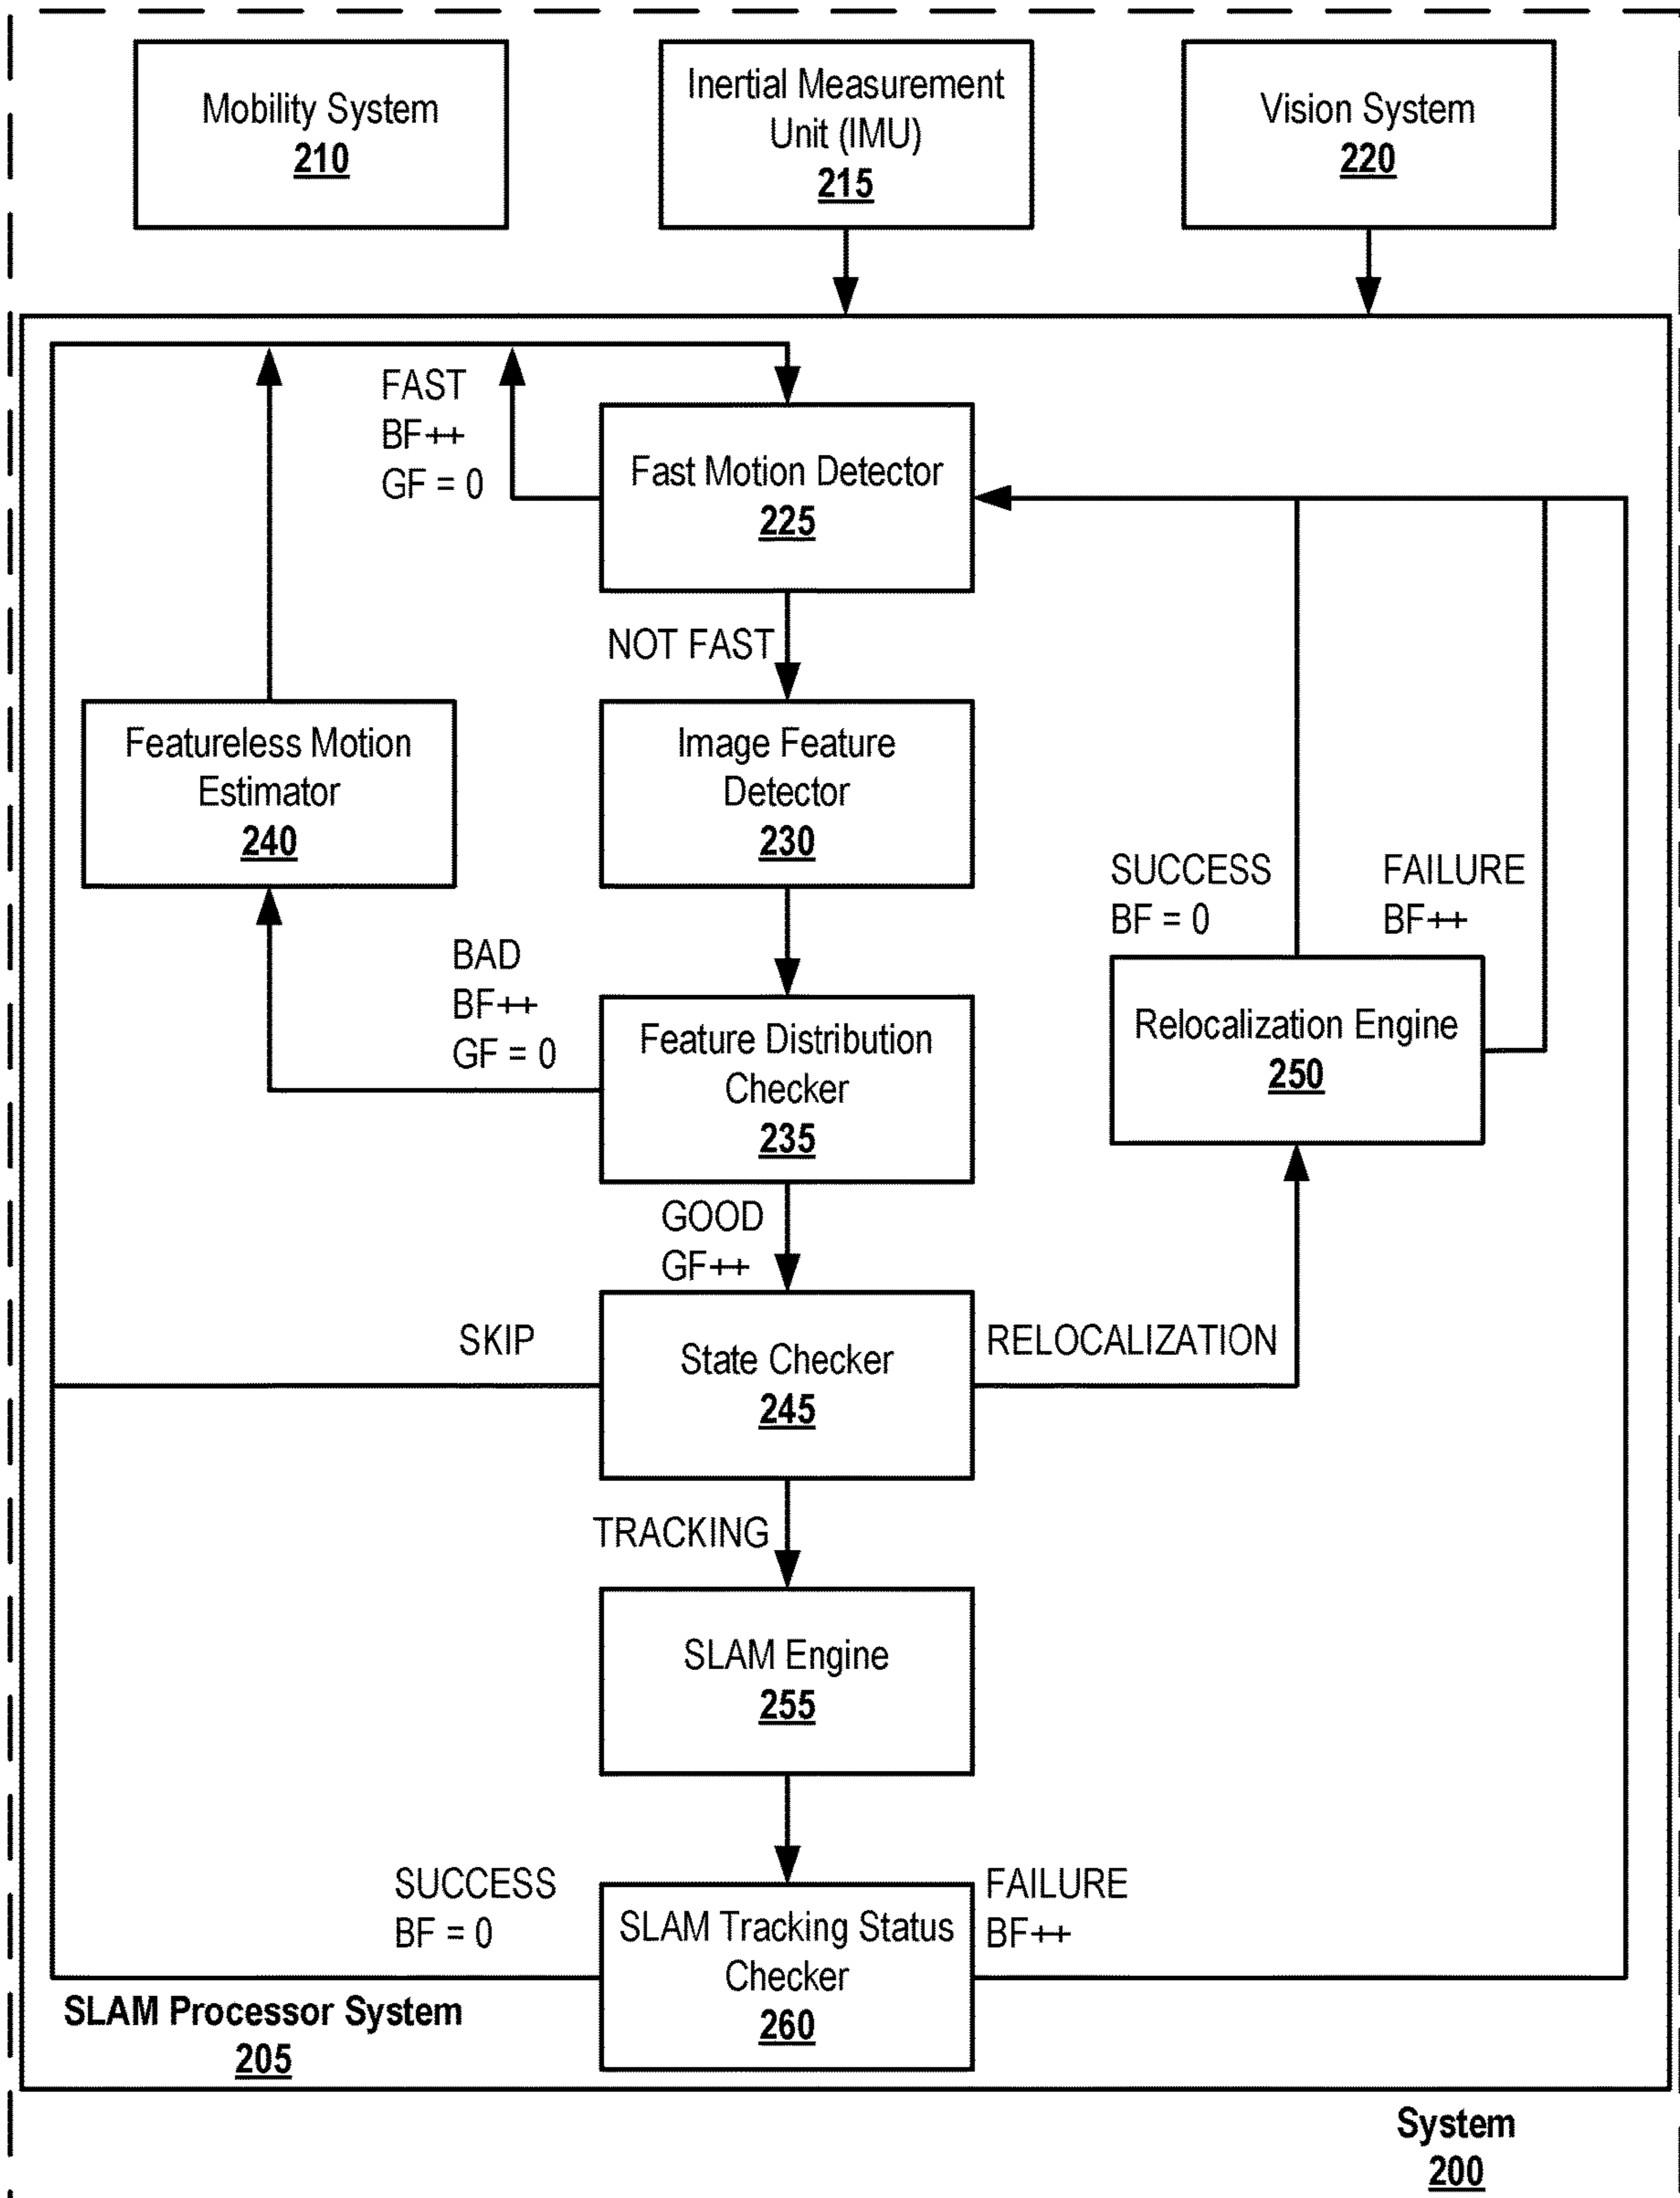 Mobility System
210
Inertial Measurement
Unit (IMU)
215
Vision System
220
FAST
BF++
GF = 0
Fast Motion Detector
225
NOT FAST
Featureless Motion
Estimator
240
Image Feature
Detector
230
SUCCESS
BF = 0
FAILURE
BF++
BAD
BF++
GF = 0
Feature Distribution
Checker
235
Relocalization Engine
250
GOOD
GF++
SKIP
State Checker
245
RELOCALIZATION
TRACKING
SLAM Engine
255
SUCCESS
BF = 0
SLAM Tracking Status
Checker
260
FAILURE
BF++
SLAM Processor System
205
System
200